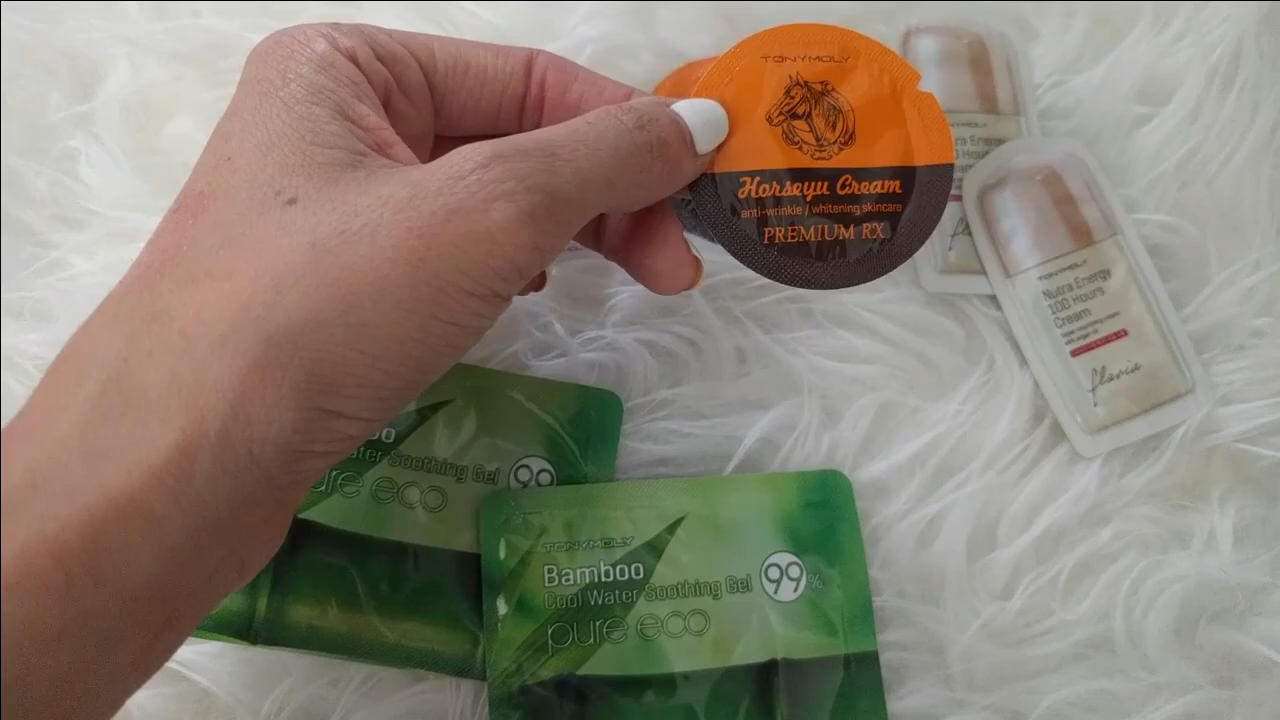 TONYMOLY
Horseyu Cream
anti-wrinkle / whitening skincare
PREMIUM RX
TONYMOLY
Nutra Energy
100 Hours
Cream
floria
Water Soothing Gel 99
pure eco
TONYMOLY
Bamboo
Cool Water Soothing Gel 99%
pure eco